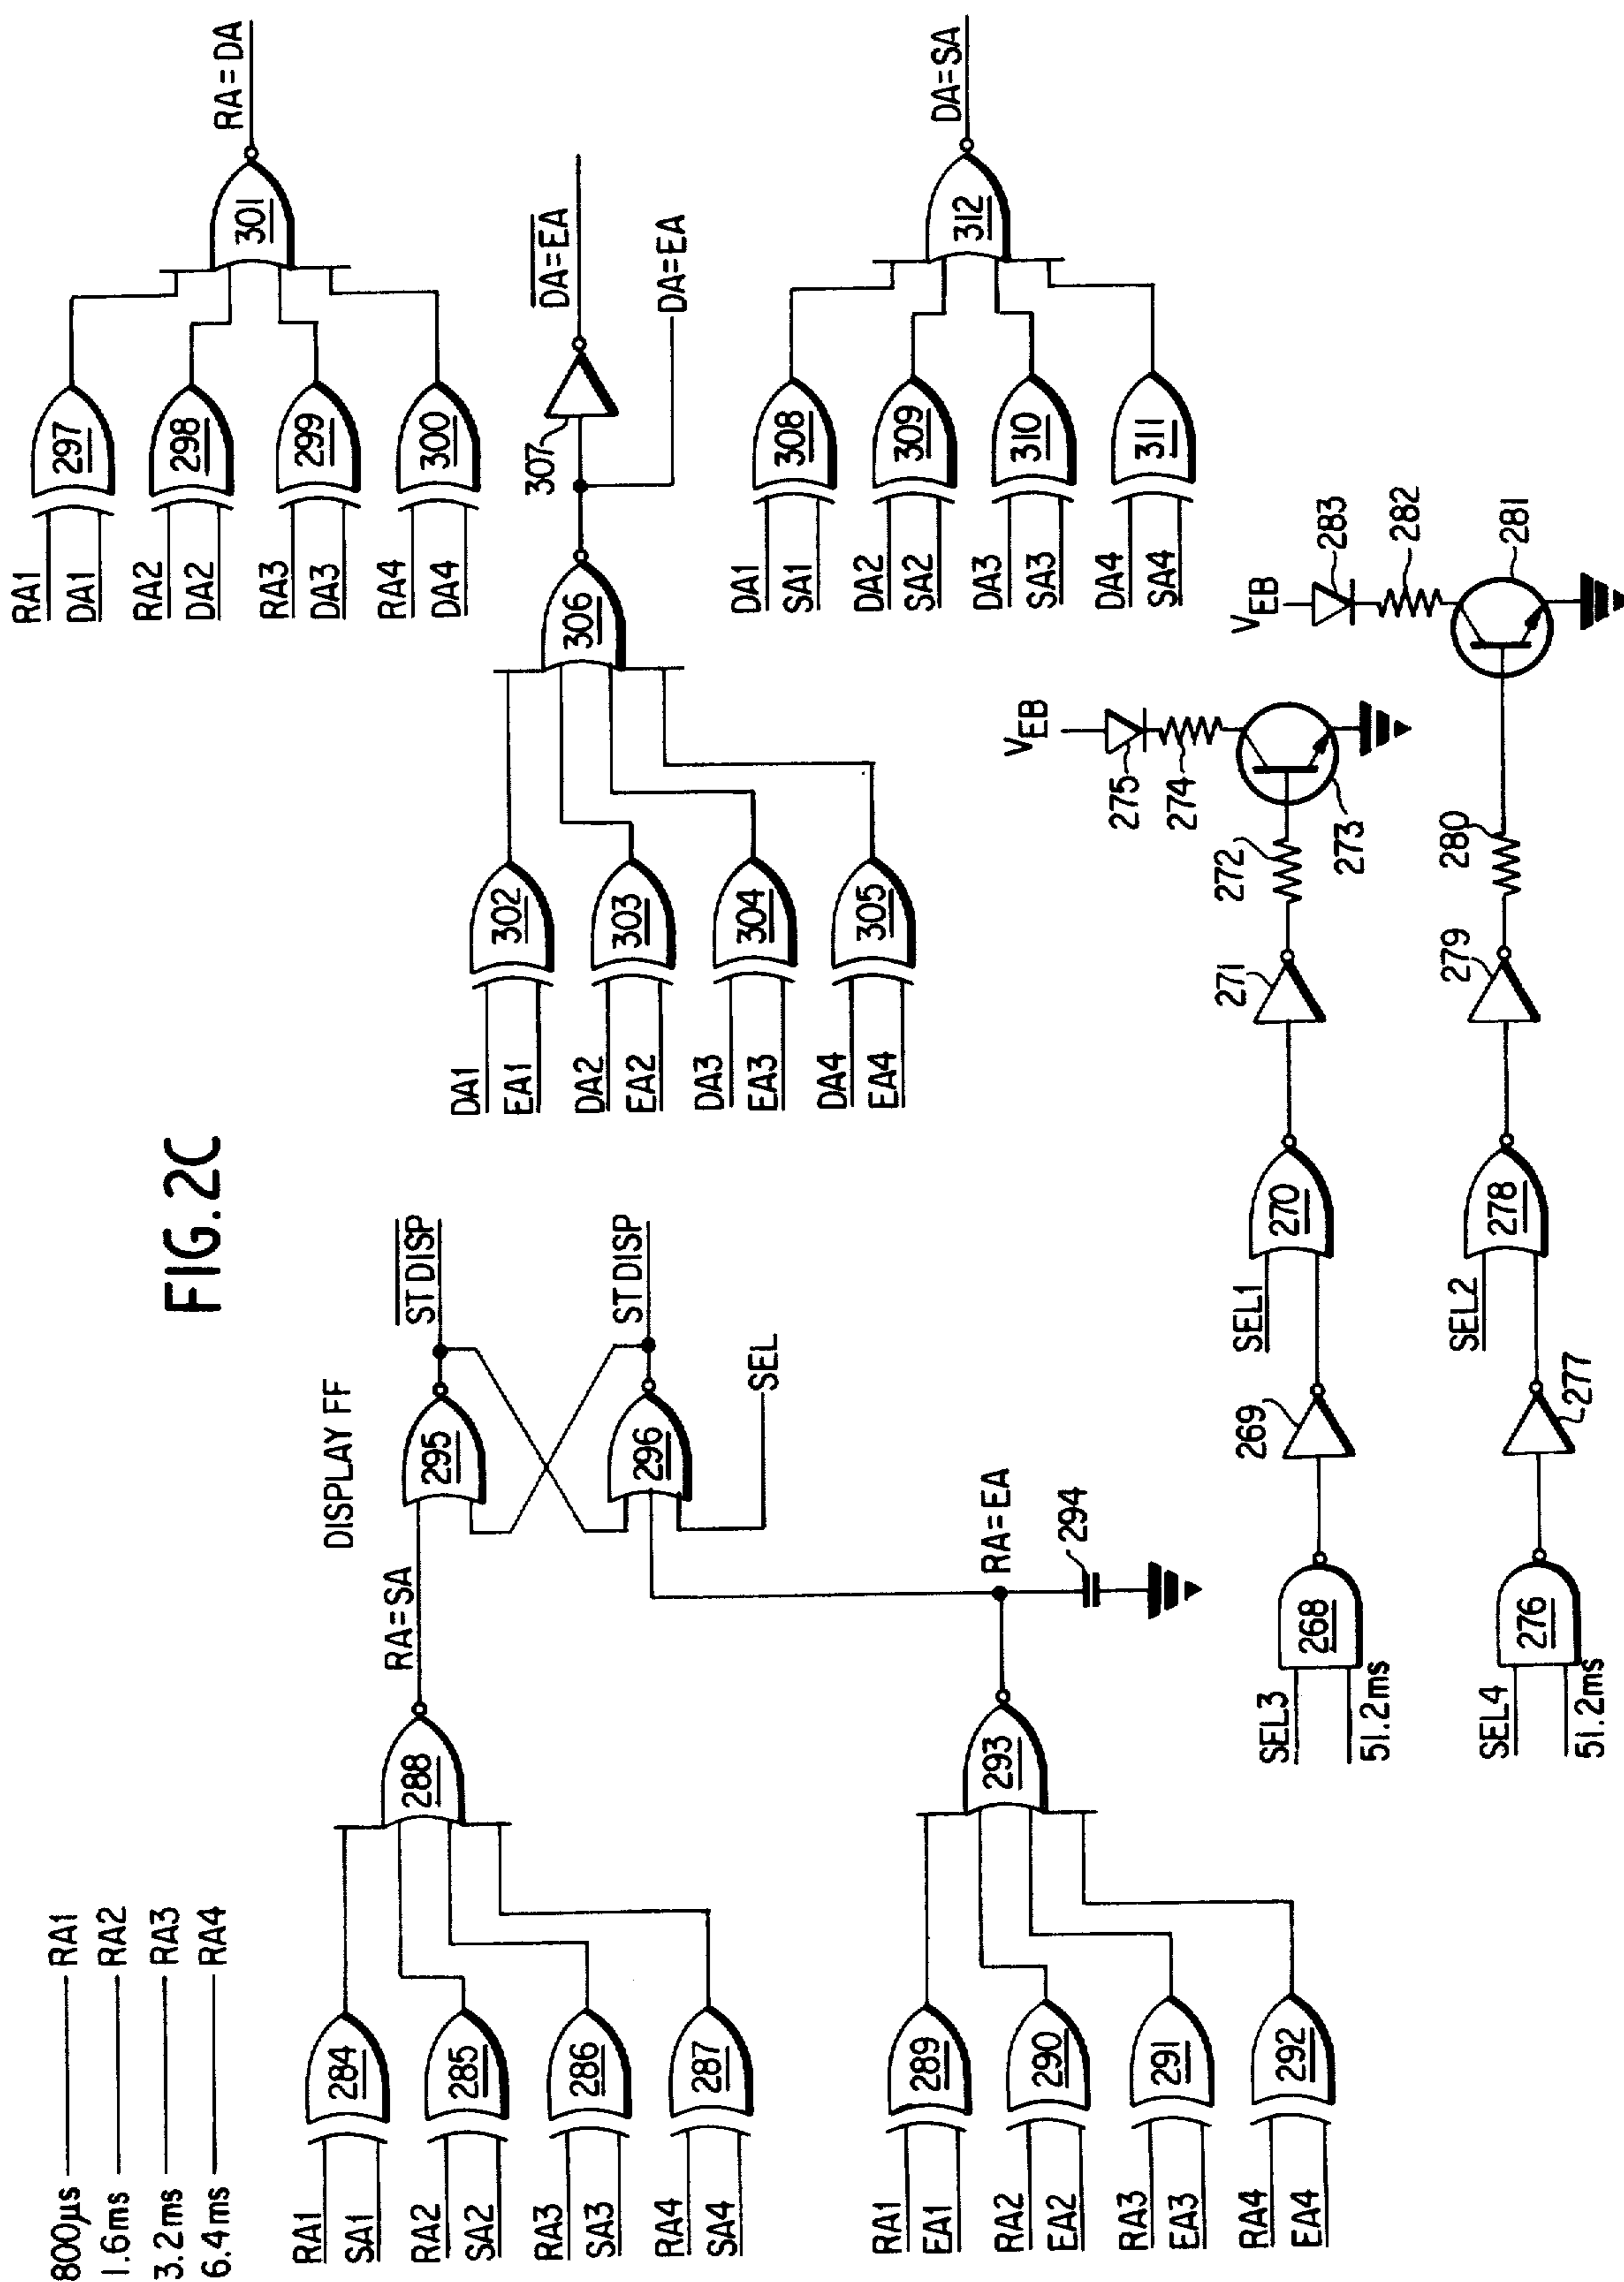 FIG.2C
800µs RA1
1.6ms RA2
3.2ms RA3
6.4ms RA4
RA1
SA1
284
RA2
SA2
285
RA3
SA3
286
RA4
SA4
287
288
RA=SA
DISPLAY FF
295
ST DISP
296
ST DISP
SEL
RA1
EA1
289
RA2
EA2
290
RA3
EA3
291
RA4
EA4
292
293
RA=EA
294
RA1
DA1
297
RA2
DA2
298
RA3
DA3
299
RA4
DA4
300
301
RA=DA
DA1
EA1
302
DA2
EA2
303
DA3
EA3
304
DA4
EA4
305
306
307
DA=EA
DA=EA
DA1
SA1
308
DA2
SA2
309
DA3
SA3
310
DA4
SA4
311
312
DA=SA
SEL3
51.2ms
268
269
SEL1
270
271
272
273
274
275
VEB
SEL4
51.2ms
276
277
SEL2
278
279
280
281
282
283
VEB